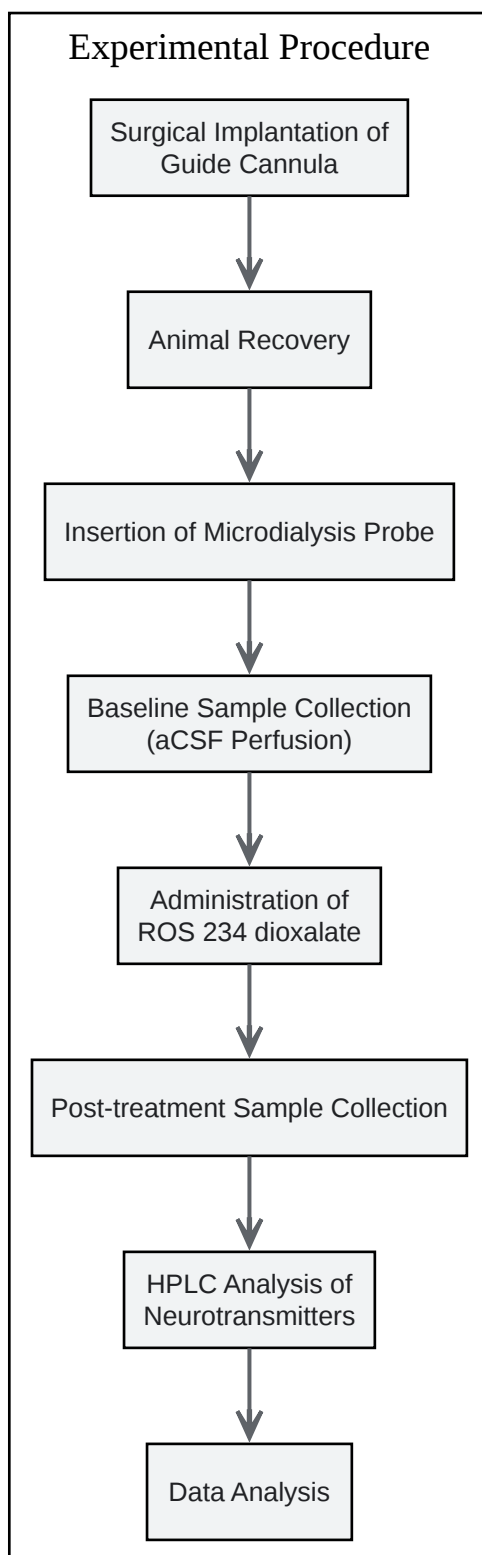 Experimental Procedure
Surgical Implantation of
Guide Cannula
Animal Recovery
Insertion of Microdialysis Probe
Baseline Sample Collection
(aCSF Perfusion)
Administration of
ROS 234 dioxalate
Post-treatment Sample Collection
HPLC Analysis of
Neurotransmitters
Data Analysis